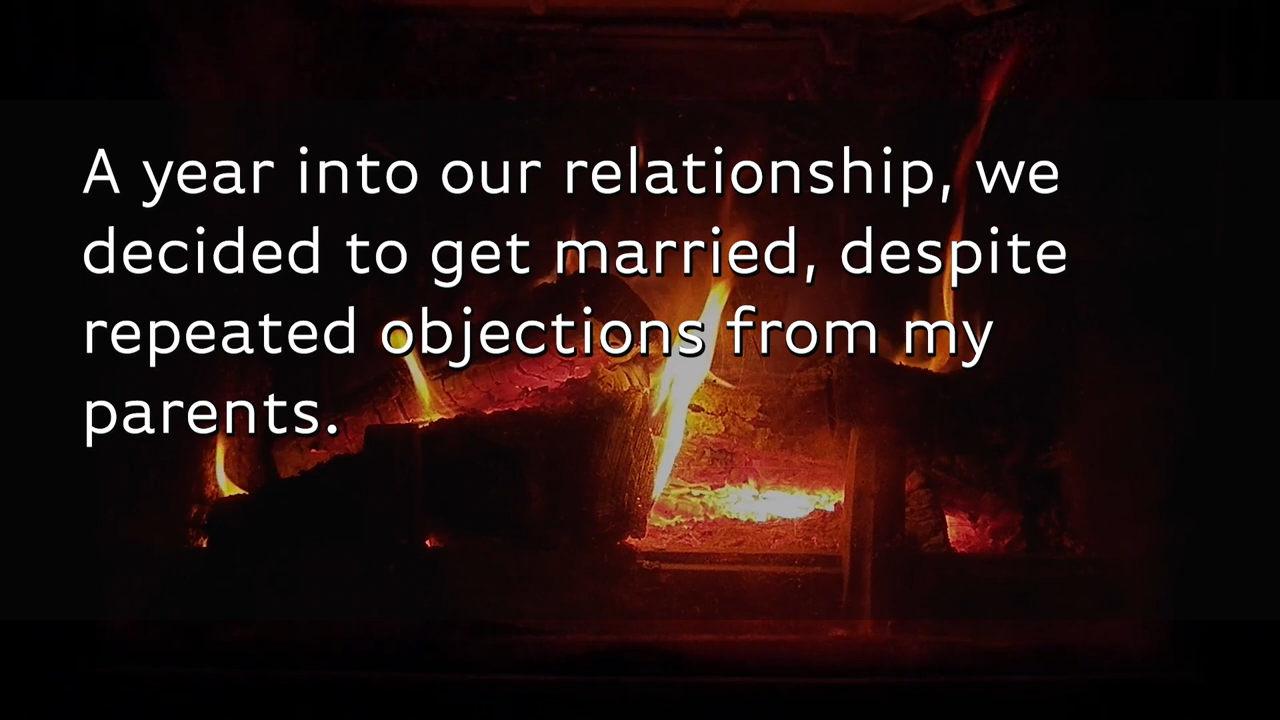 A year into our relationship, we
decided to get married, despite
repeated objections from my
parents.